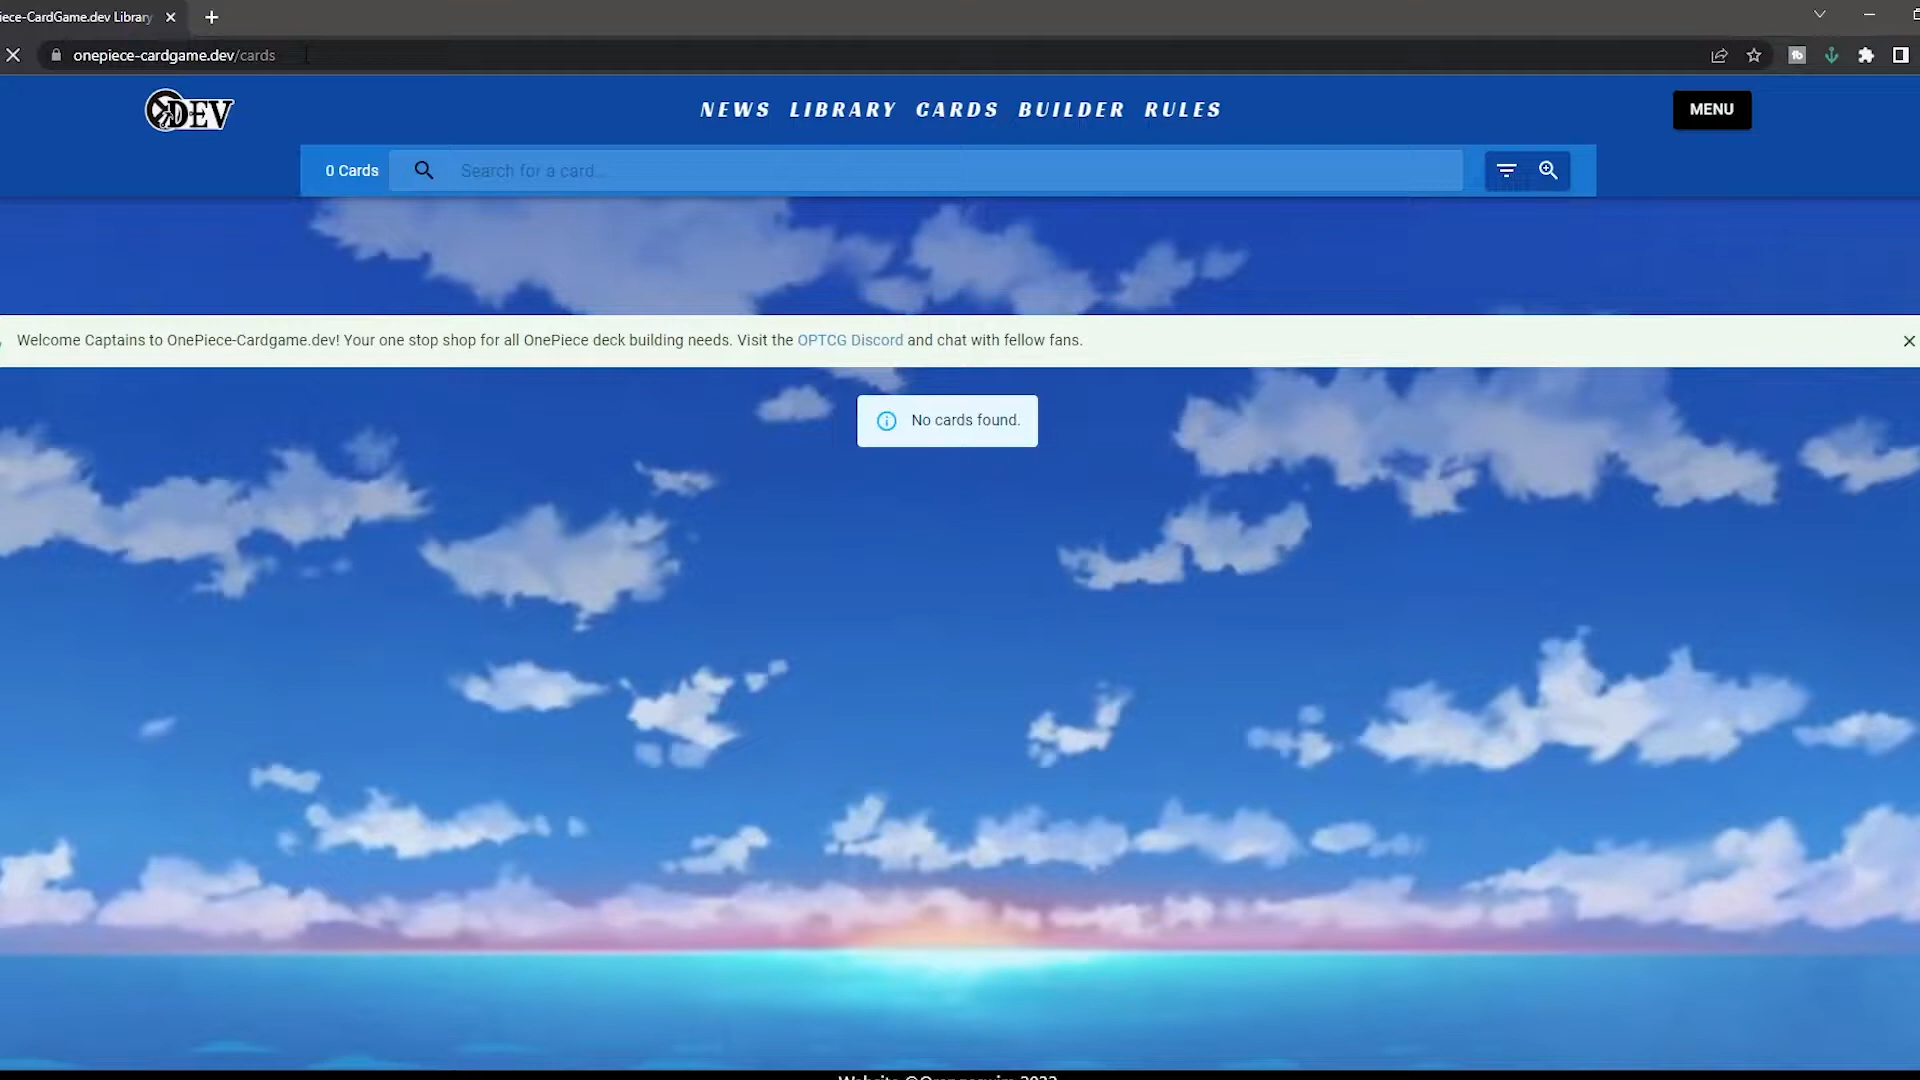 iece-CardGame.dev Library
onepiece-cardgame.dev/cards
DEV
NEWS LIBRARY CARDS BUILDER RULES
MENU
0 Cards
Search for a card...
Welcome Captains to OnePiece-Cardgame.dev! Your one stop shop for all OnePiece deck building needs. Visit the OPTCG Discord and chat with fellow fans.
No cards found.